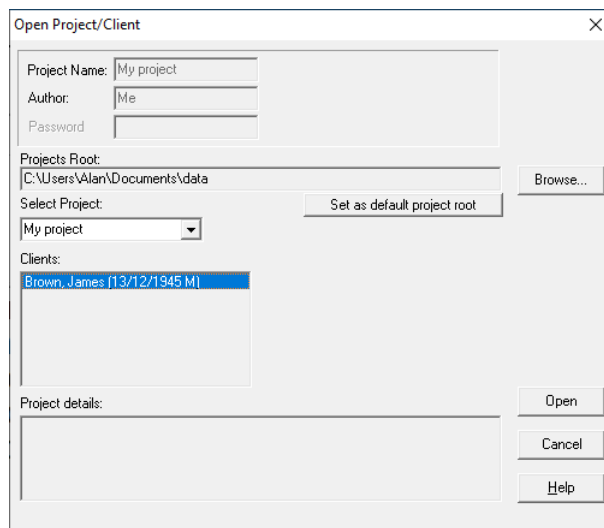 Open Project/Client
Project Name: My project
Author: Me
Password
Projects Root:
C:\Users\Alan\Documents\data
Browse...
Select Project:
Set as default project root
My project
Clients:
Brown, James (13/12/1945 M)
Project details:
Open
Cancel
Help